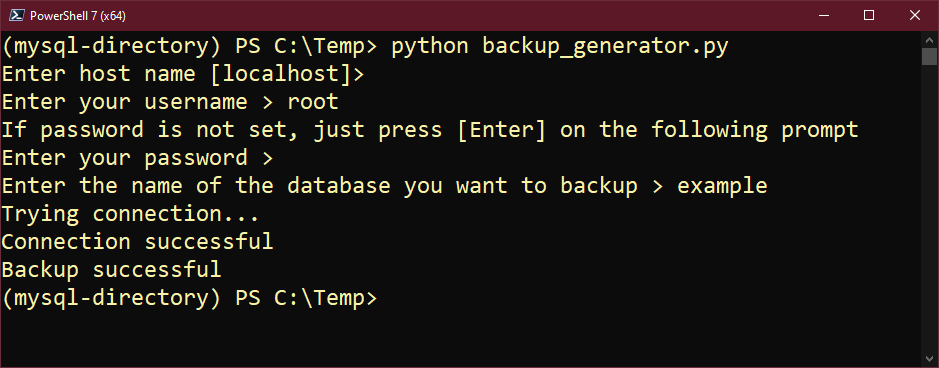 PowerShell 7 (x64)
(mysql-directory) PS C:\Temp> python backup_generator.py
Enter host name [localhost]>
Enter your username > root
If password is not set, just press [Enter] on the following prompt
Enter your password >
Enter the name of the database you want to backup > example
Trying connection...
Connection successful
Backup successful
(mysql-directory) PS C:\Temp>